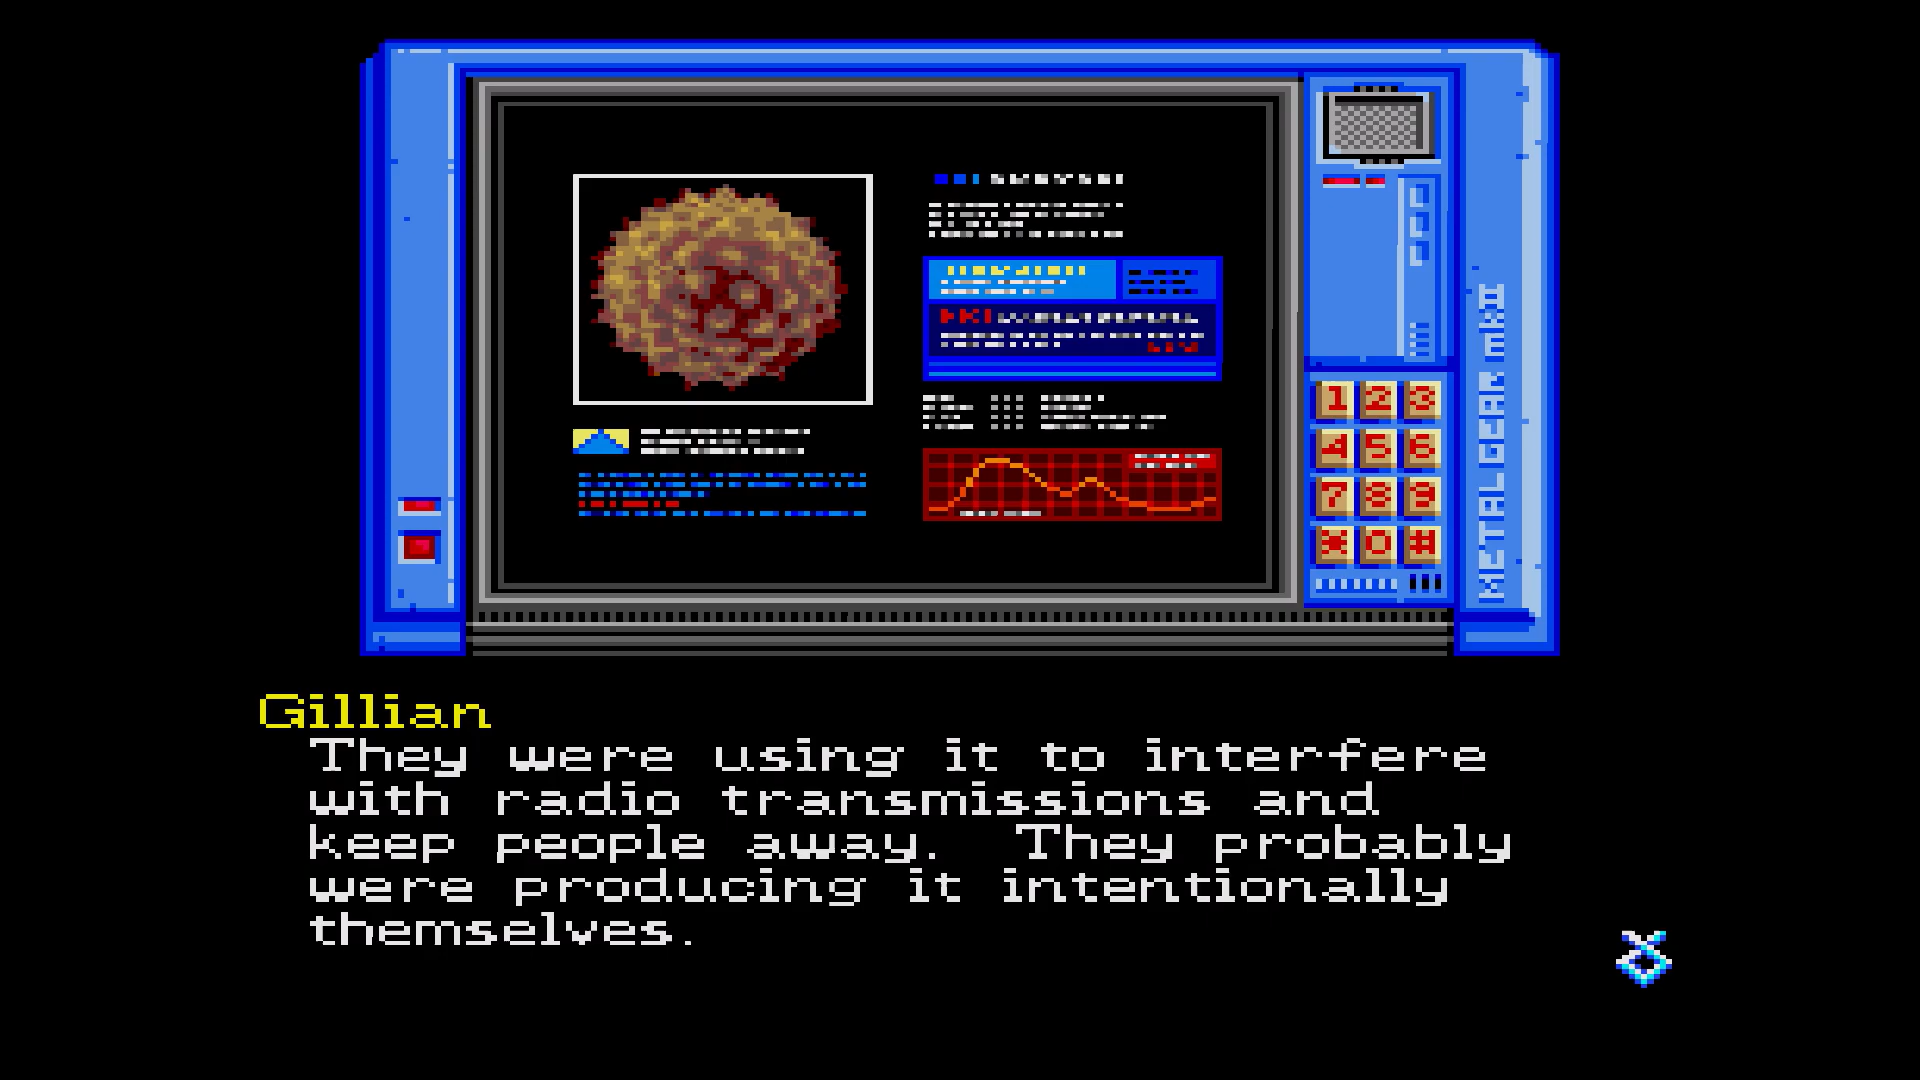 1 2 3
4 5 6
7 8 9
* 0 #
METAL GEAR mkII
Gillian
They were using it to interfere
with radio transmissions and
keep people away. They probably
were producing it intentionally
themselves.